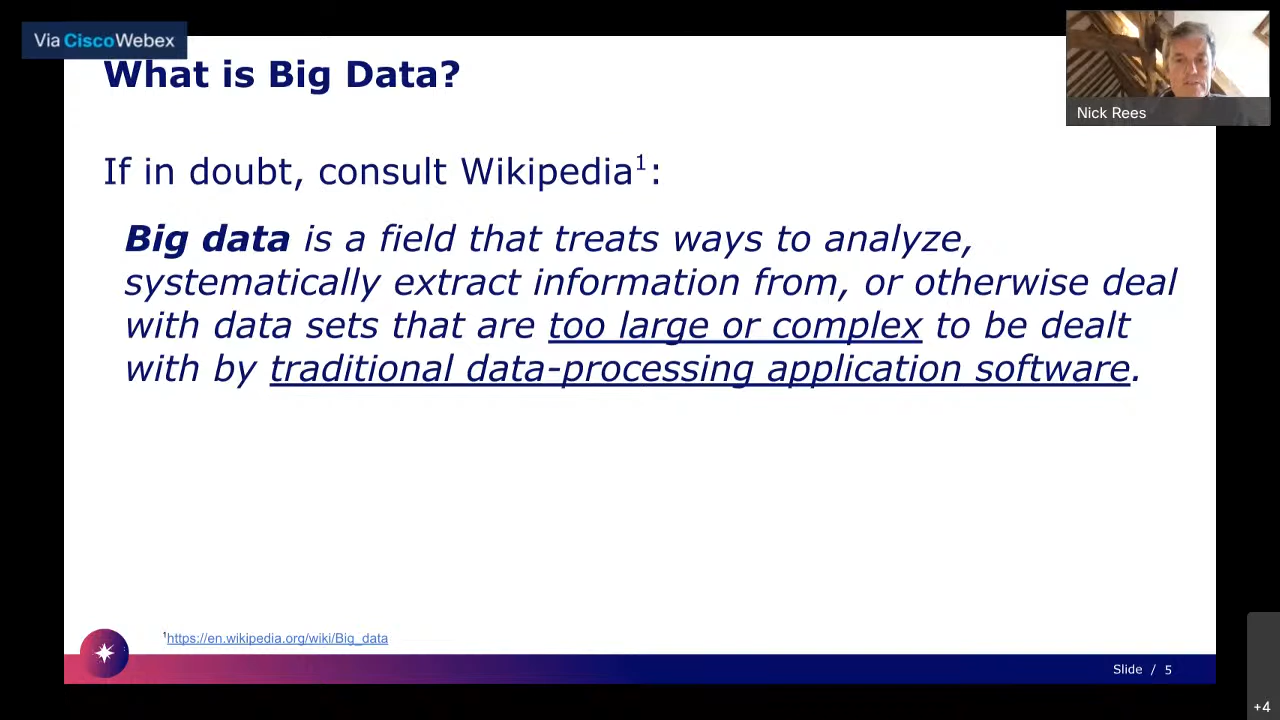 Via CiscoWebex
What is Big Data?
Nick Rees
If in doubt, consult Wikipedia¹:
Big data is a field that treats ways to analyze,
systematically extract information from, or otherwise deal
with data sets that are too large or complex to be dealt
with by traditional data-processing application software.
¹https://en.wikipedia.org/wiki/Big_data
Slide / 5
+4